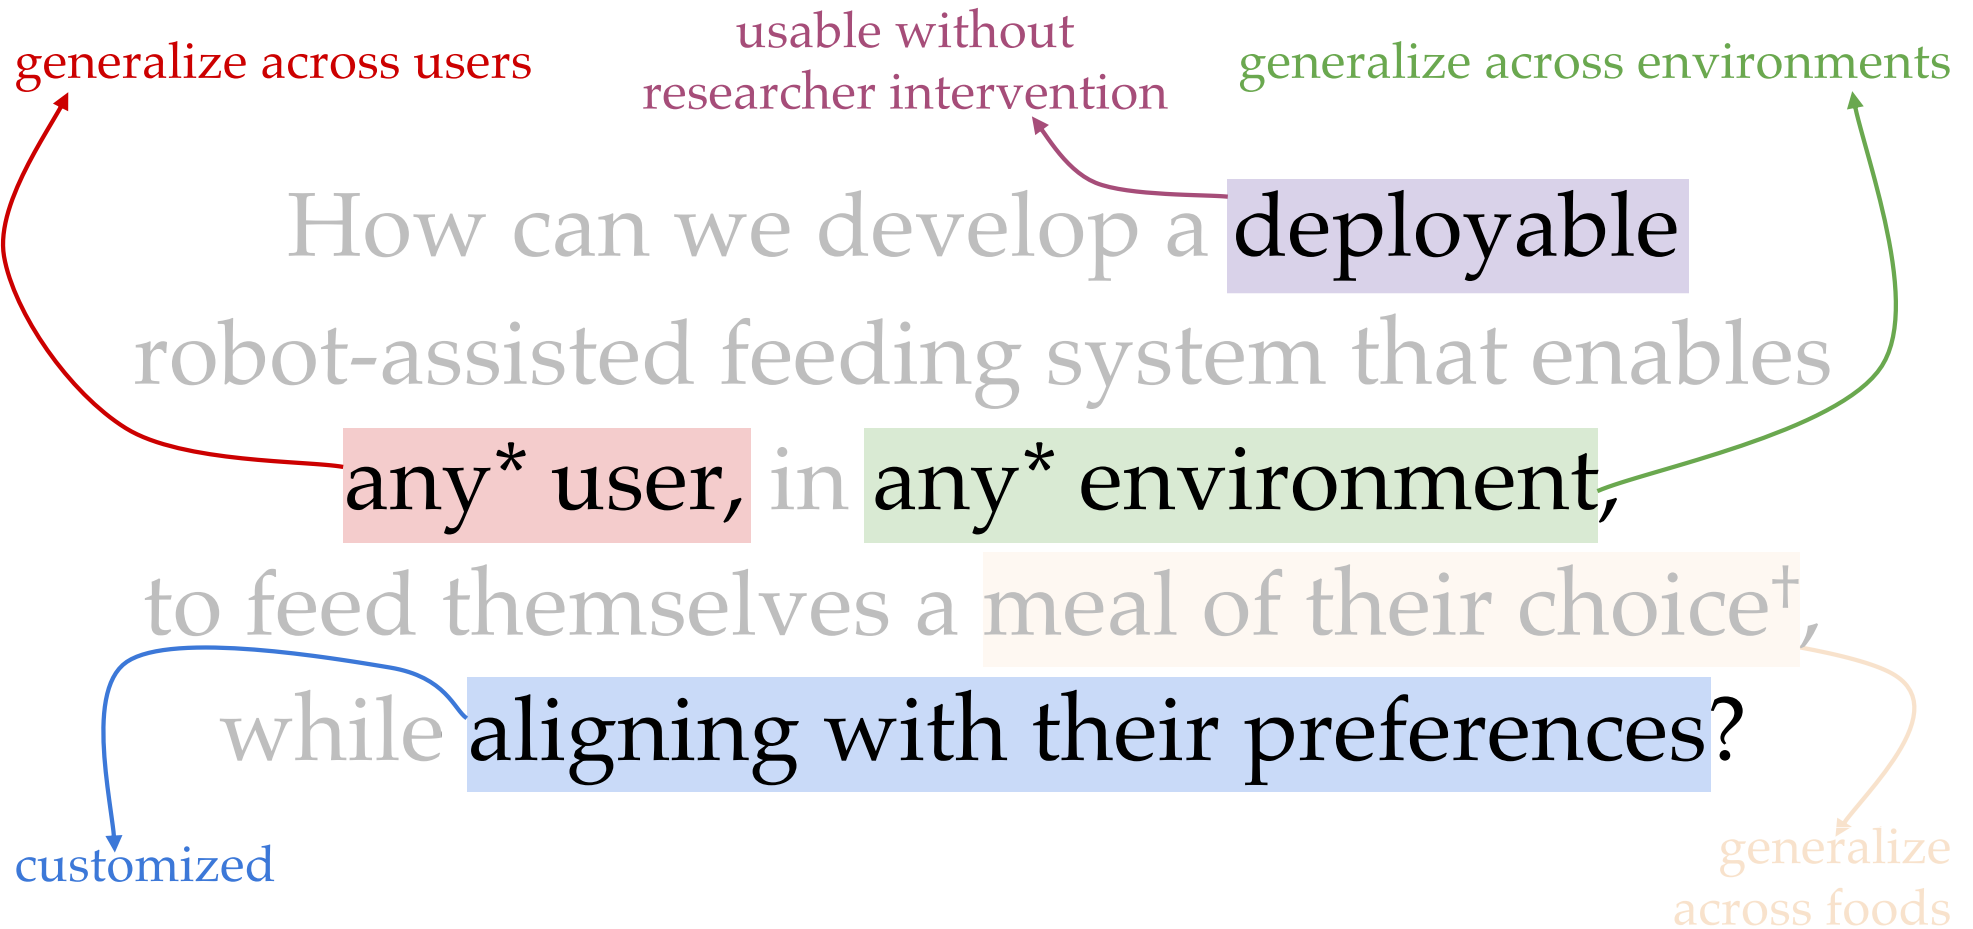 generalize across users
usable without
researcher intervention
generalize across environments
How can we develop a deployable
robot-assisted feeding system that enables
any* user, in any* environment,
to feed themselves a meal of their choice†,
while aligning with their preferences?
customized
generalize
across foods